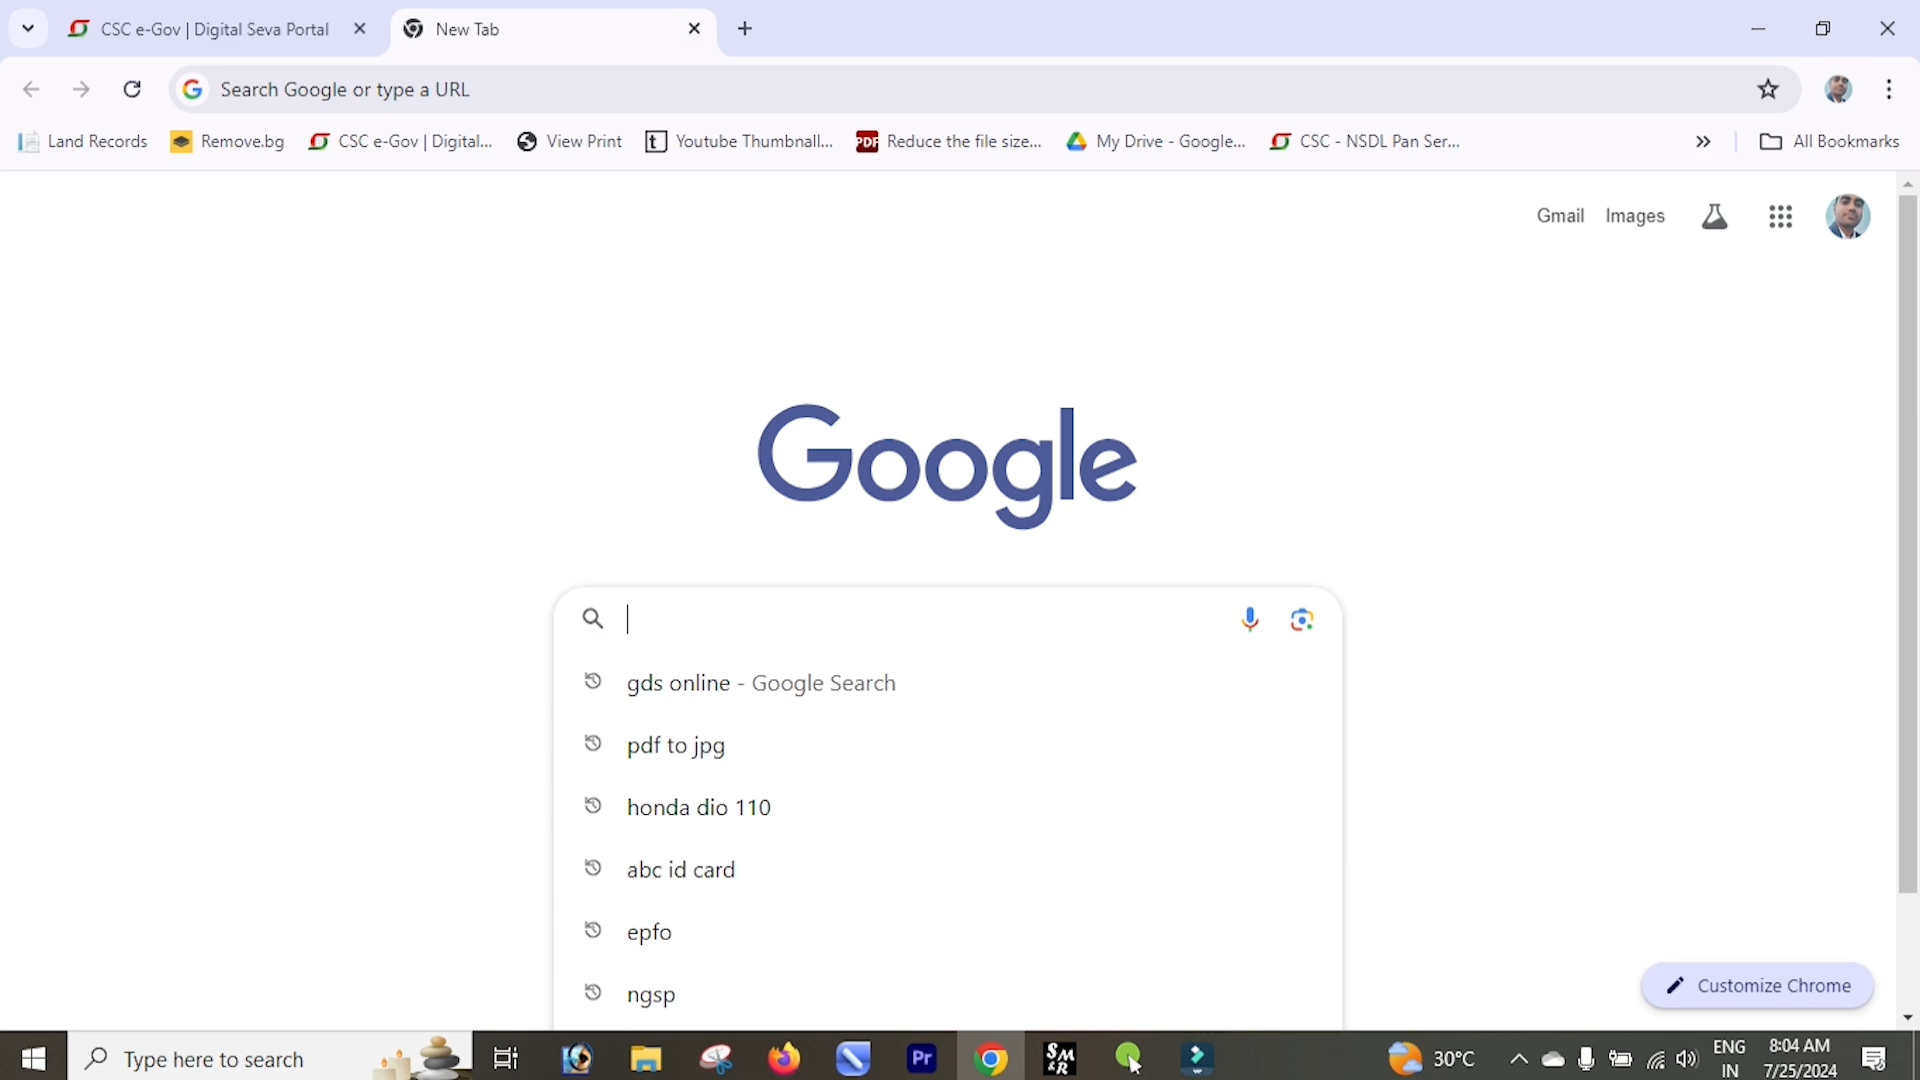 CSC e-Gov | Digital Seva Portal
New Tab
Search Google or type a URL
Land Records
Remove.bg
CSC e-Gov | Digital...
View Print
t
Youtube Thumbnall...
PDF
Reduce the file size...
My Drive - Google...
CSC - NSDL Pan Ser...
All Bookmarks
Gmail
Images
Google
gds online - Google Search
pdf to jpg
honda dio 110
abc id card
epfo
ngsp
Customize Chrome
Type here to search
Pr
SM
&R
30°C
ENG
IN
8:04 AM
7/25/2024